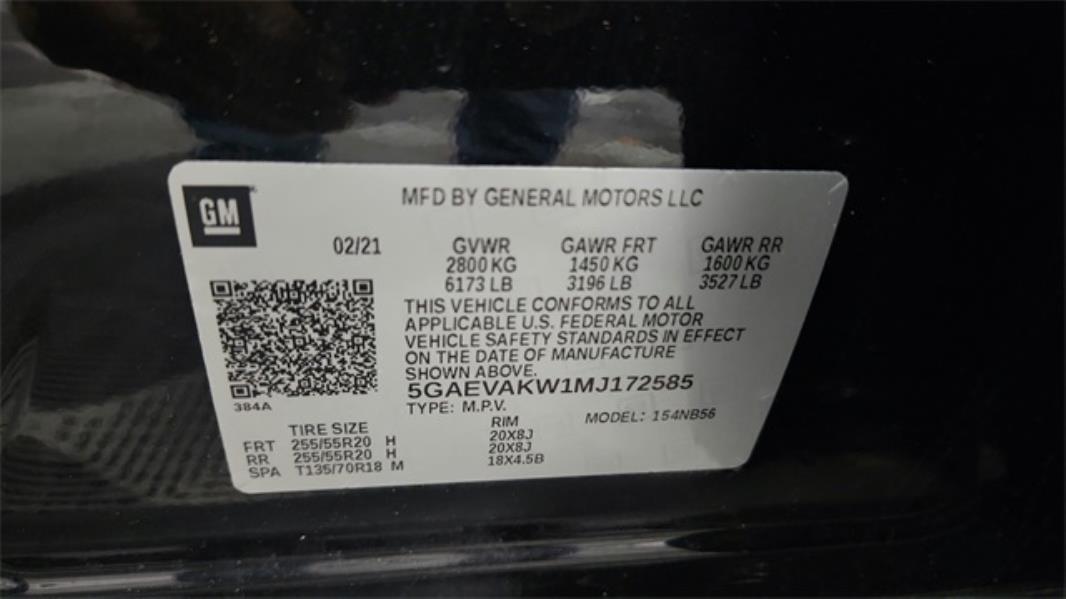 GM
MFD BY GENERAL MOTORS LLC
02/21 GVWR GAWR FRT GAWR RR
2800 KG 1450 KG 1600 KG
6173 LB 3196 LB 3527 LB
THIS VEHICLE CONFORMS TO ALL
APPLICABLE U.S. FEDERAL MOTOR
VEHICLE SAFETY STANDARDS IN EFFECT
ON THE DATE OF MANUFACTURE
SHOWN ABOVE.
5GAEVAKW1MJ172585
384A
TYPE: M.P.V. MODEL: 154NB56
TIRE SIZE RIM
FRT 255/55R20 H 20X8J
RR 255/55R20 H 20X8J
SPA T135/70R18 M 18X4.5B